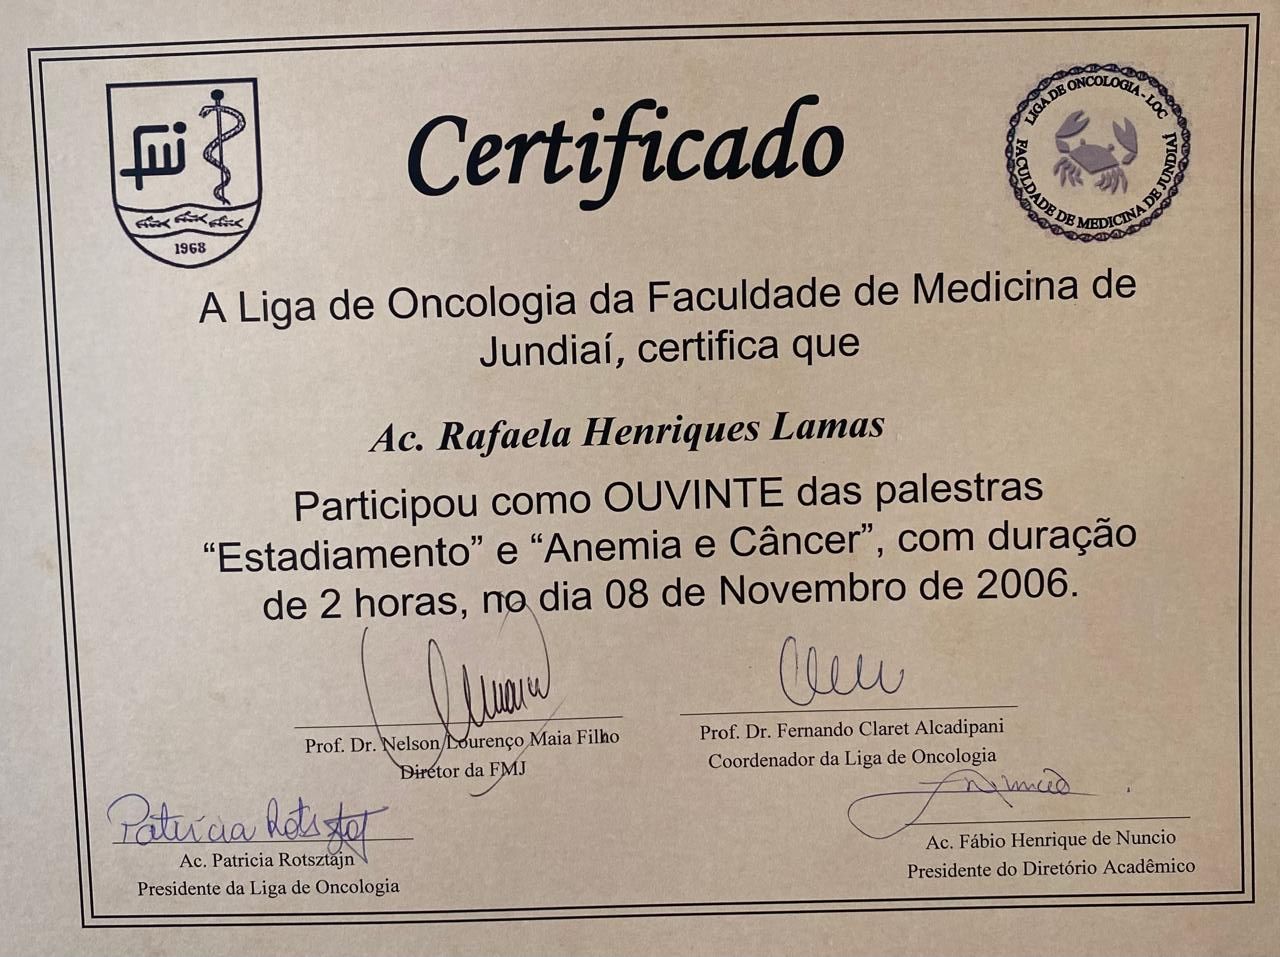 fmj
1968
Certificado
LIGA DE ONCOLOGIA - LOC
FACULDADE DE MEDICINA DE JUNDIAÍ
A Liga de Oncologia da Faculdade de Medicina de
Jundiaí, certifica que
Ac. Rafaela Henriques Lamas
Participou como OUVINTE das palestras
“Estadiamento” e “Anemia e Câncer”, com duração
de 2 horas, no dia 08 de Novembro de 2006.
Prof. Dr. Nelson Lourenço Maia Filho
Diretor da FMJ
Prof. Dr. Fernando Claret Alcadipani
Coordenador da Liga de Oncologia
Patricia Rotsztajn
Ac. Patricia Rotsztajn
Presidente da Liga de Oncologia
Ac. Fábio Henrique de Nuncio
Presidente do Diretório Acadêmico